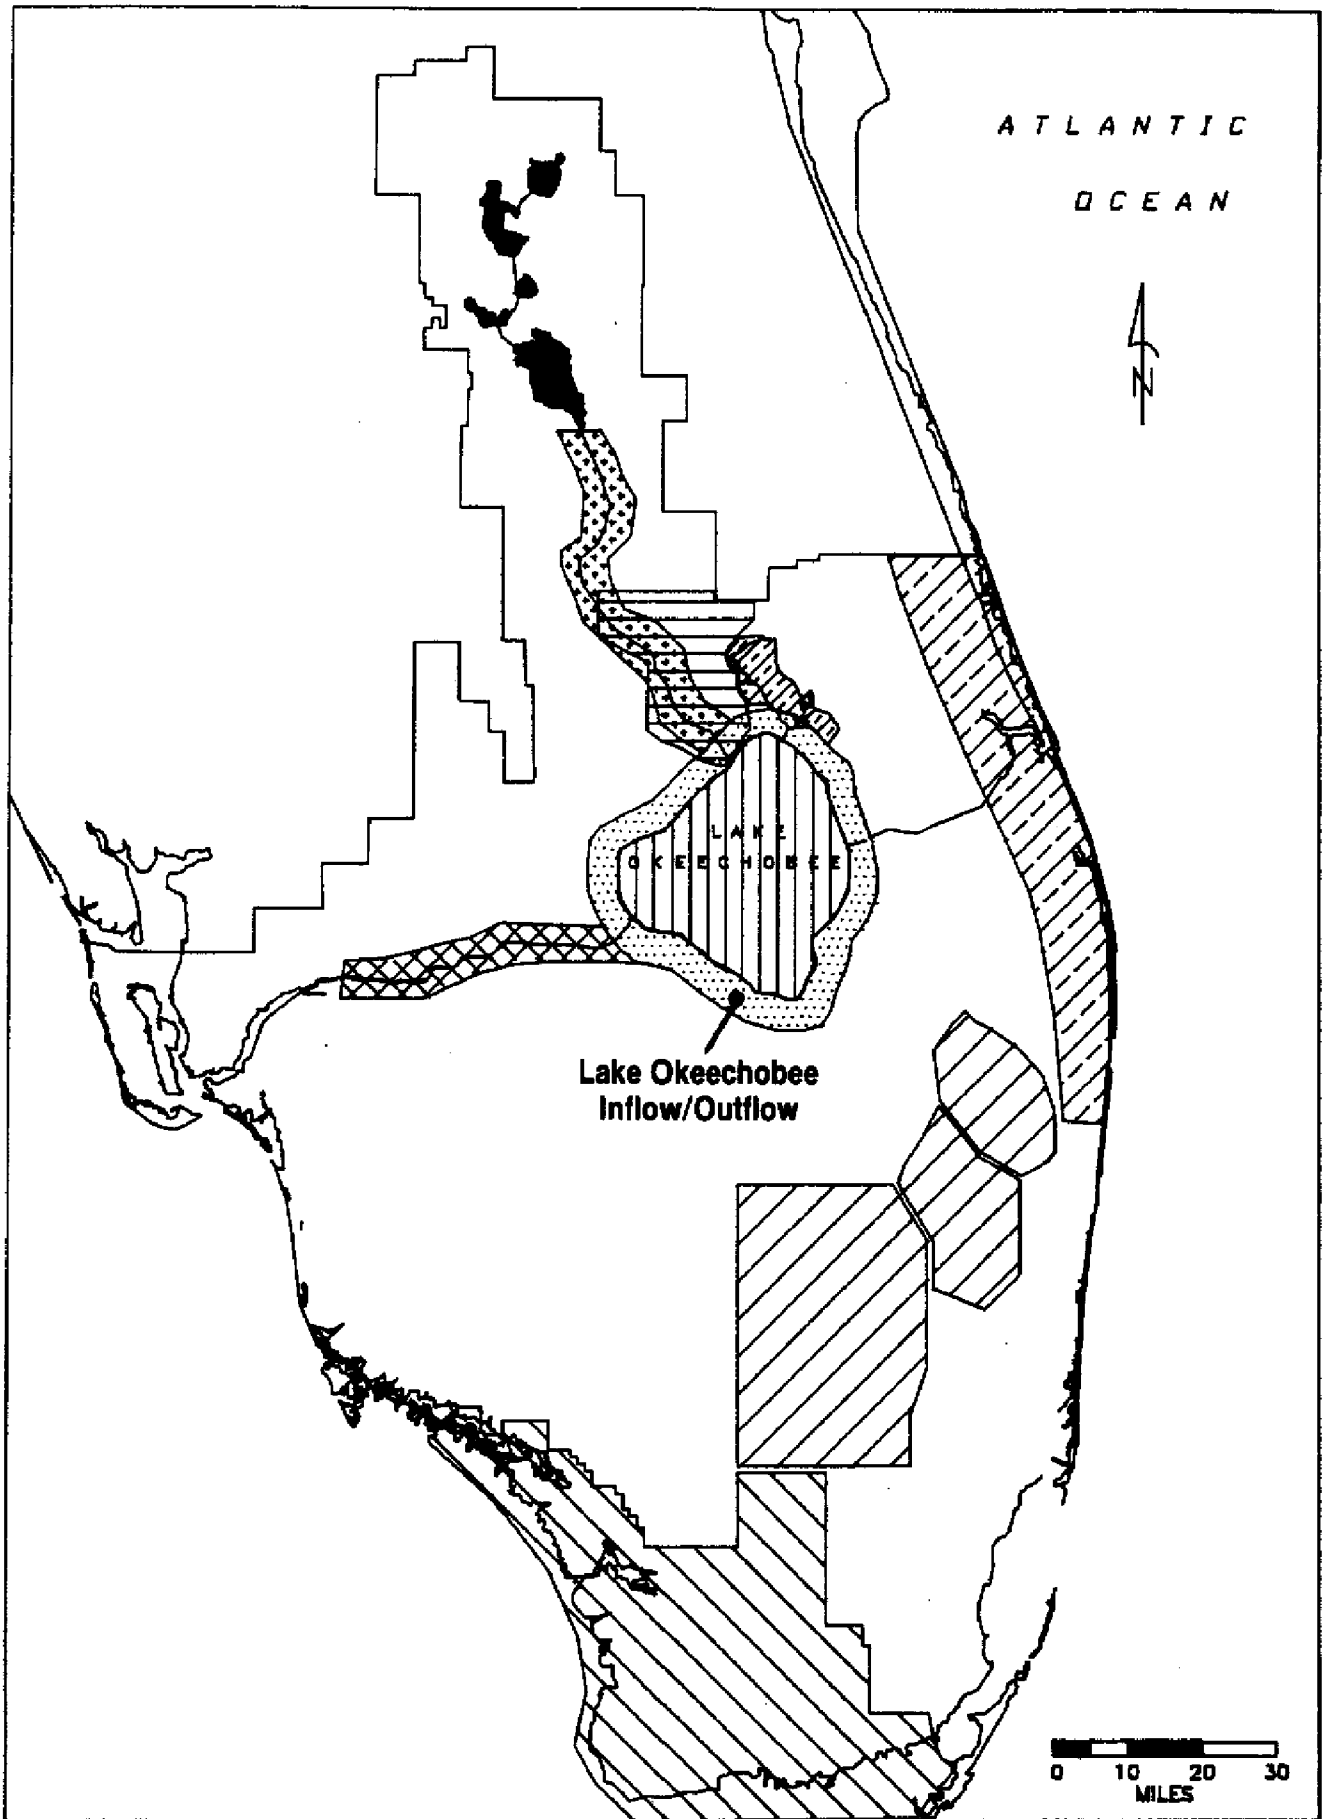 ATLANTIC
OCEAN
N
LAKE
OKEECHOBEE
Lake Okeechobee
Inflow/Outflow
0 10 20 30
MILES